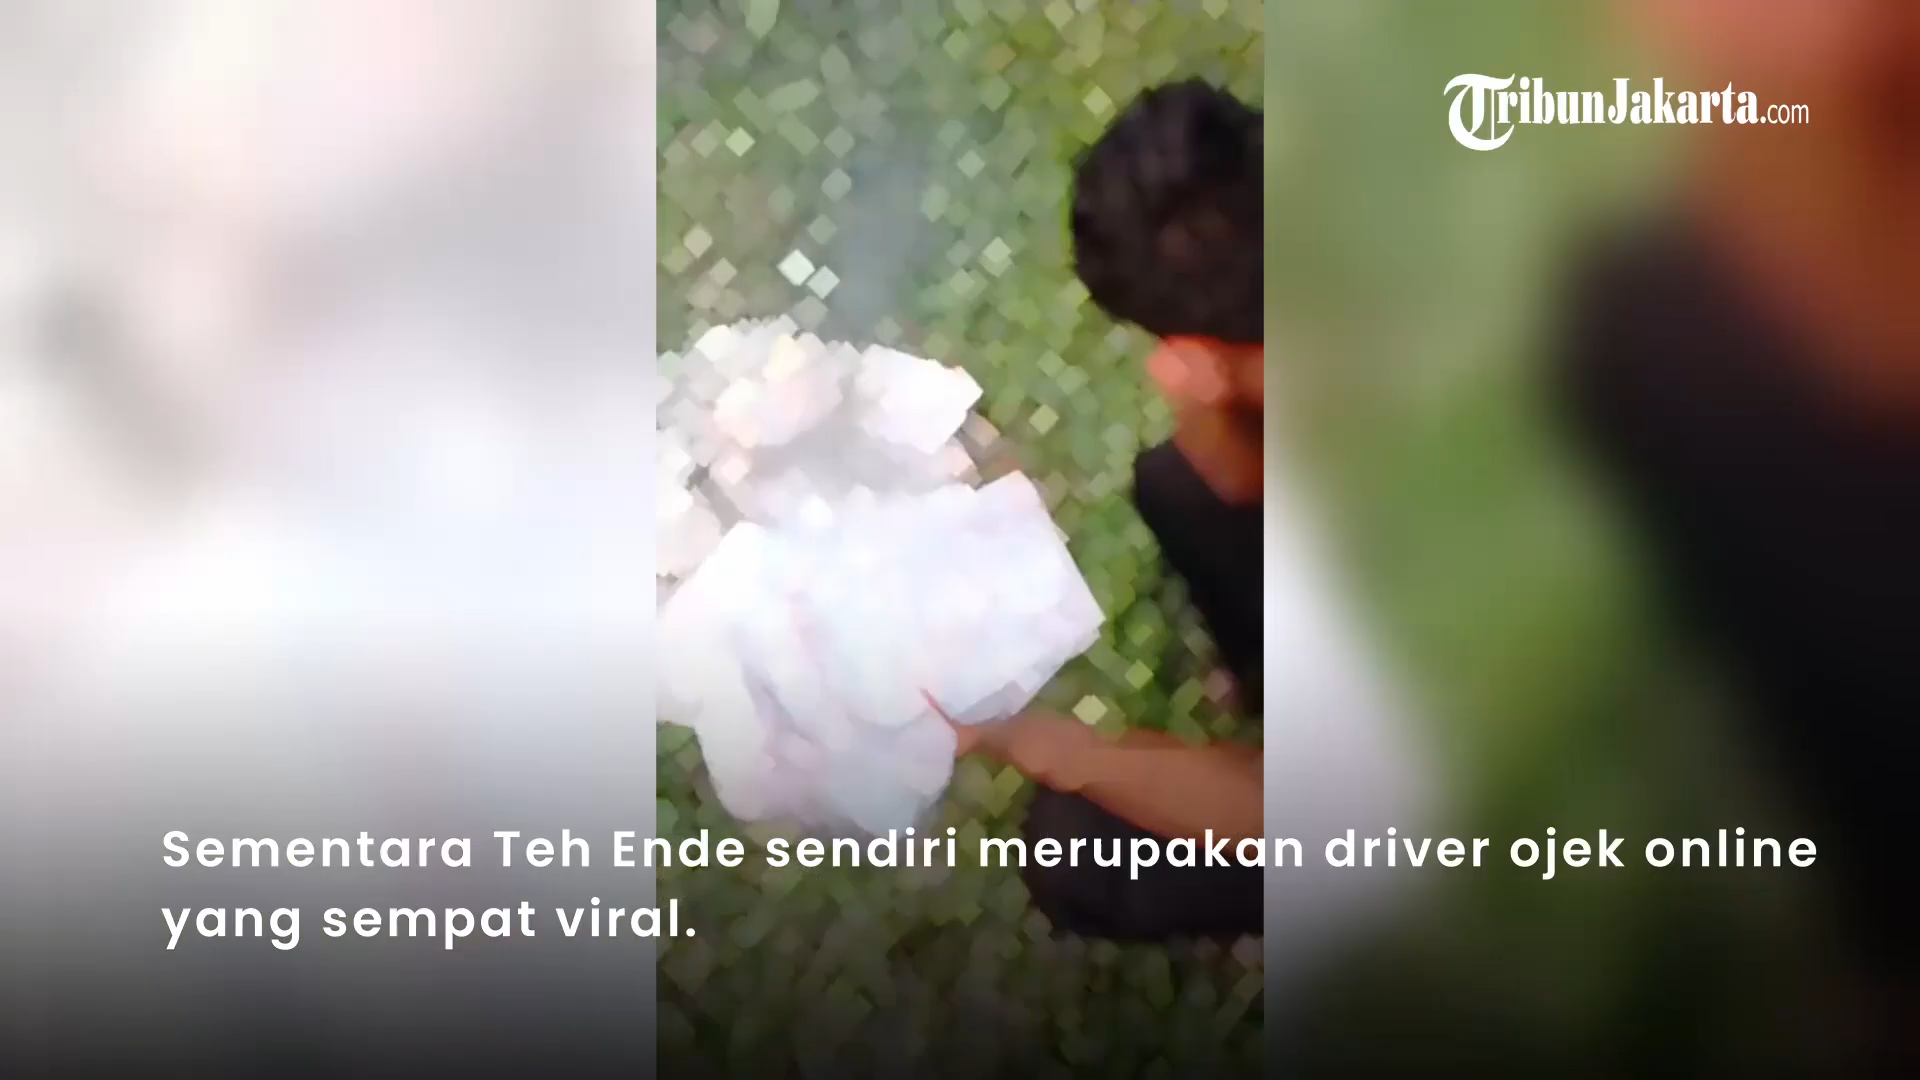 TribunJakarta.com
Sementara Teh Ende sendiri merupakan driver ojek online
yang sempat viral.